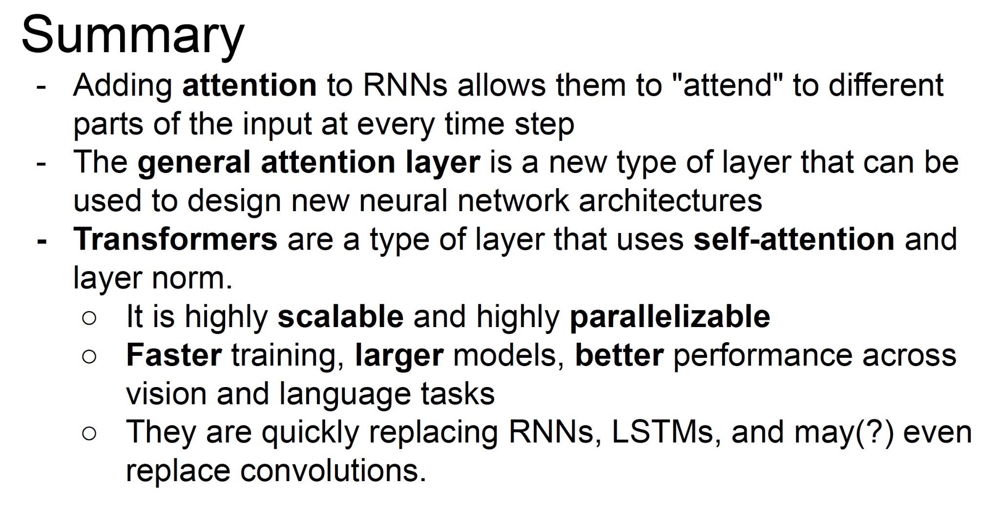 Summary
- Adding attention to RNNs allows them to "attend" to different
parts of the input at every time step
- The general attention layer is a new type of layer that can be
used to design new neural network architectures
- Transformers are a type of layer that uses self-attention and
layer norm.
○ It is highly scalable and highly parallelizable
○ Faster training, larger models, better performance across
vision and language tasks
○ They are quickly replacing RNNs, LSTMs, and may(?) even
replace convolutions.